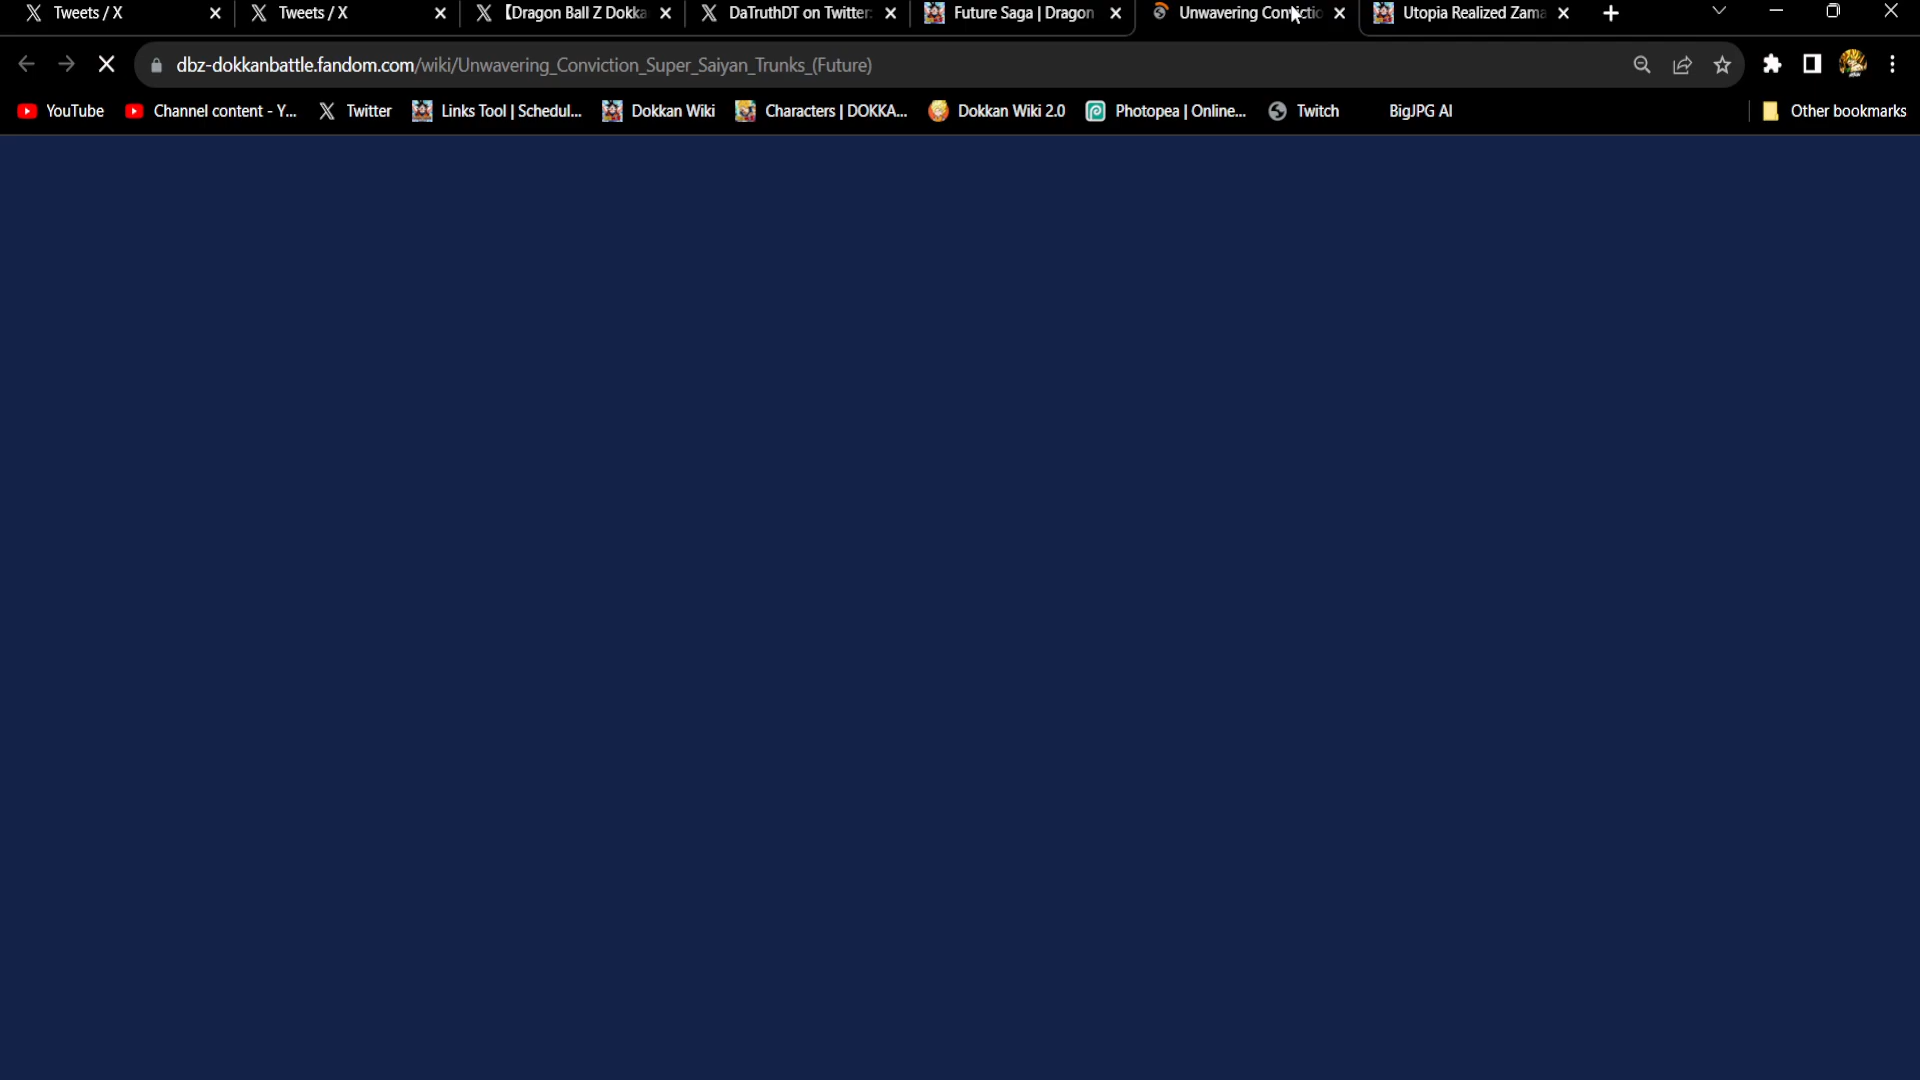 Tweets / X Tweets / X 【Dragon Ball Z Dokka DaTruthDT on Twitter: Future Saga | Dragon Unwavering Utopia Realized Zama
dbz-dokkanbattle.fandom.com/wiki/Unwavering_Conviction_Super_Saiyan_Trunks_(Future)
YouTube Channel content - Y... Twitter Links Tool | Schedul... Dokkan Wiki Characters | DOKKA... Dokkan Wiki 2.0 Photopea | Online... Twitch BigJPG AI Other bookmarks